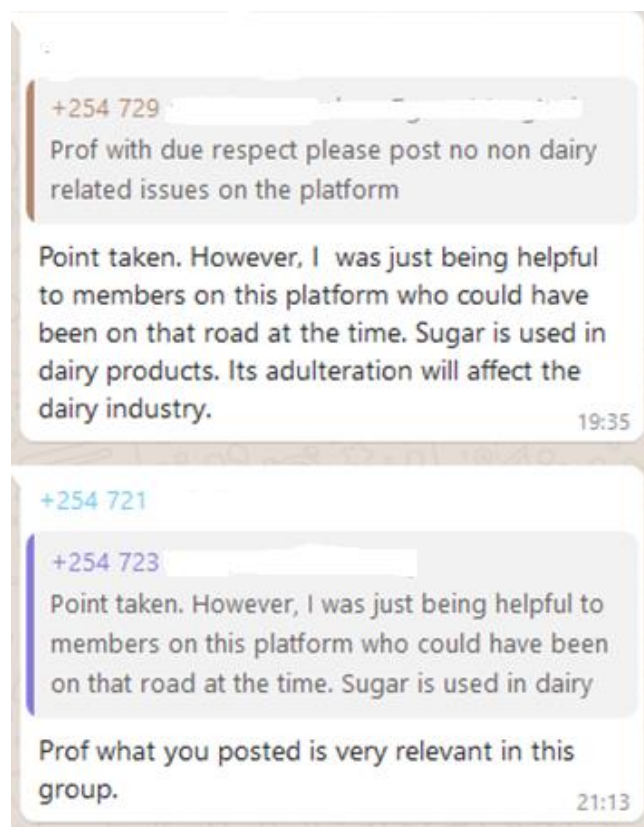 +254 729
Prof with due respect please post no non dairy
related issues on the platform
Point taken. However, I was just being helpful
to members on this platform who could have
been on that road at the time. Sugar is used in
dairy products. Its adulteration will affect the
dairy industry.
19:35
+254 721
+254 723
Point taken. However, I was just being helpful to
members on this platform who could have been
on that road at the time. Sugar is used in dairy
Prof what you posted is very relevant in this
group.
21:13